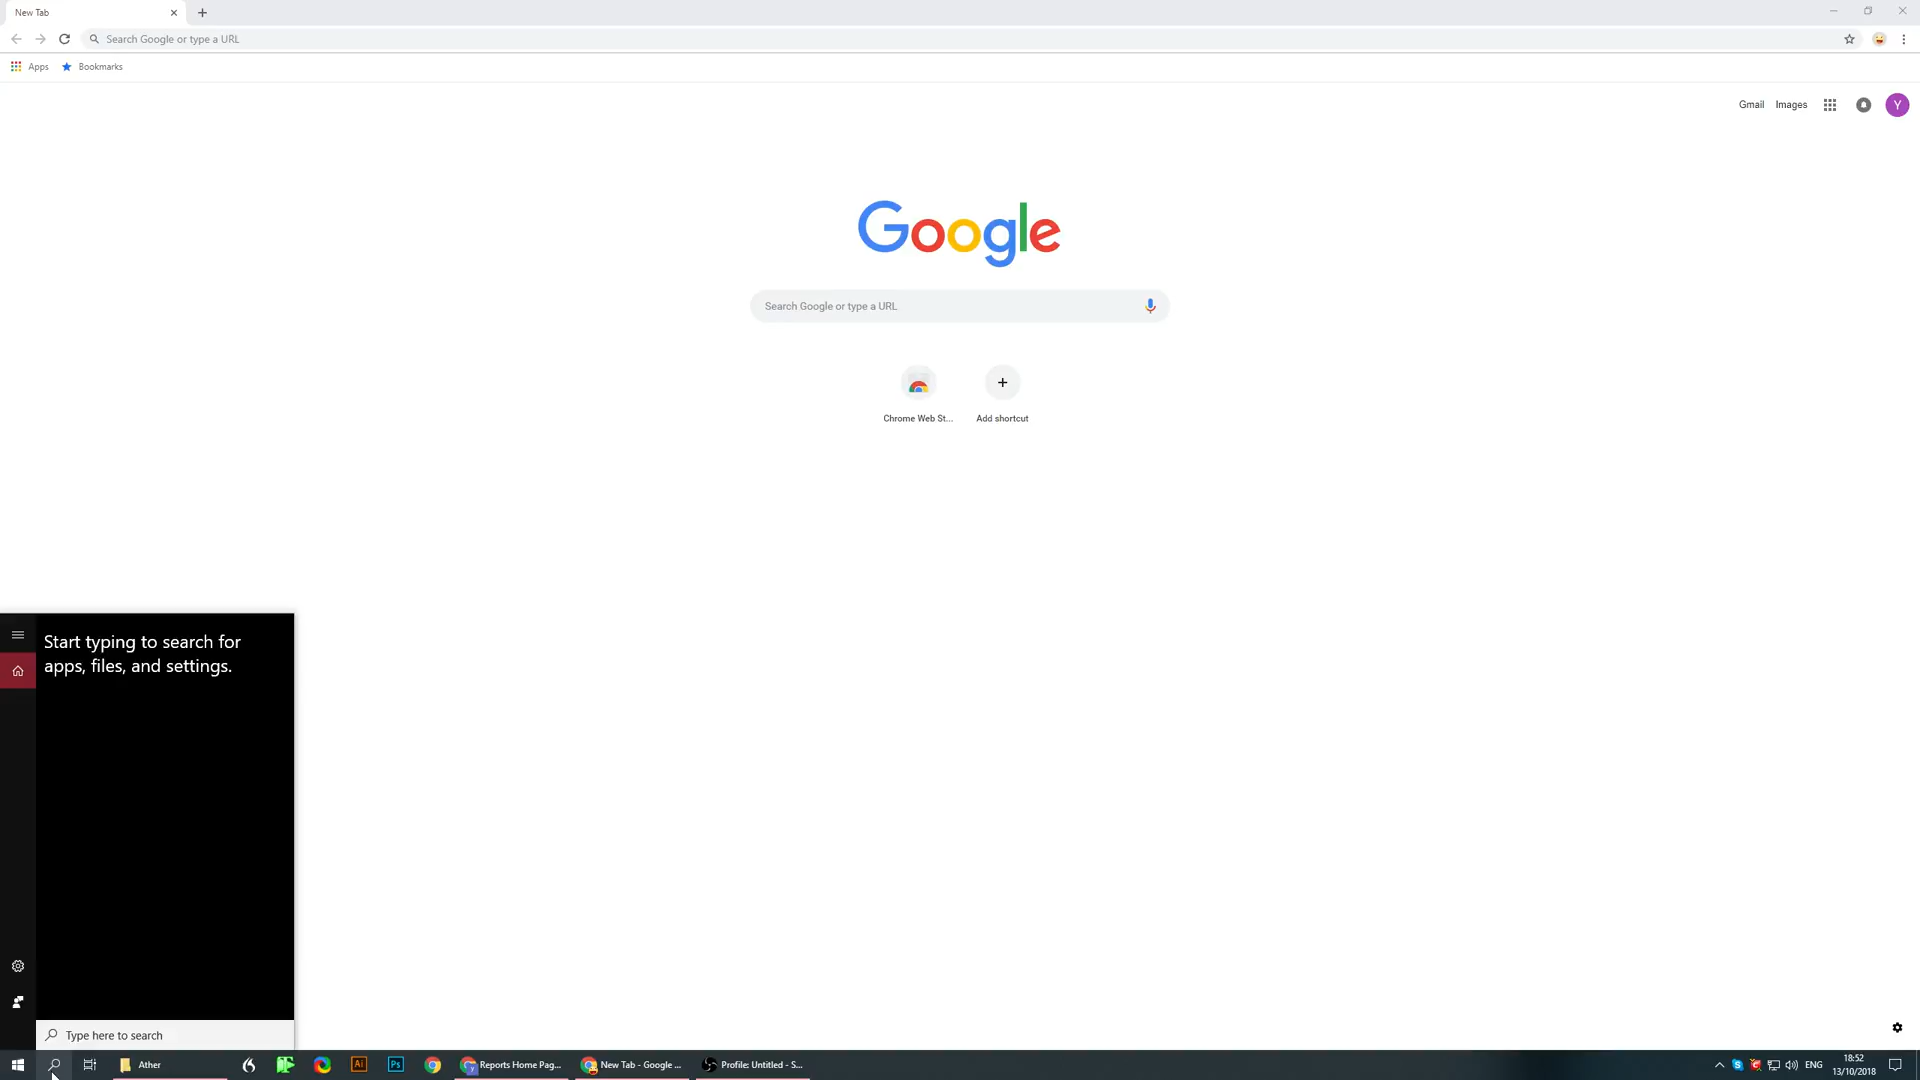 New Tab
Search Google or type a URL
Apps
Bookmarks
Gmail
Images
Y
Google
Search Google or type a URL
Chrome Web St...
Add shortcut
Start typing to search for
apps, files, and settings.
Type here to search
Ather
Ai
Ps
Reports Home Pag...
New Tab - Google ...
Profile: Untitled - S...
ENG
18:52
13/10/2018